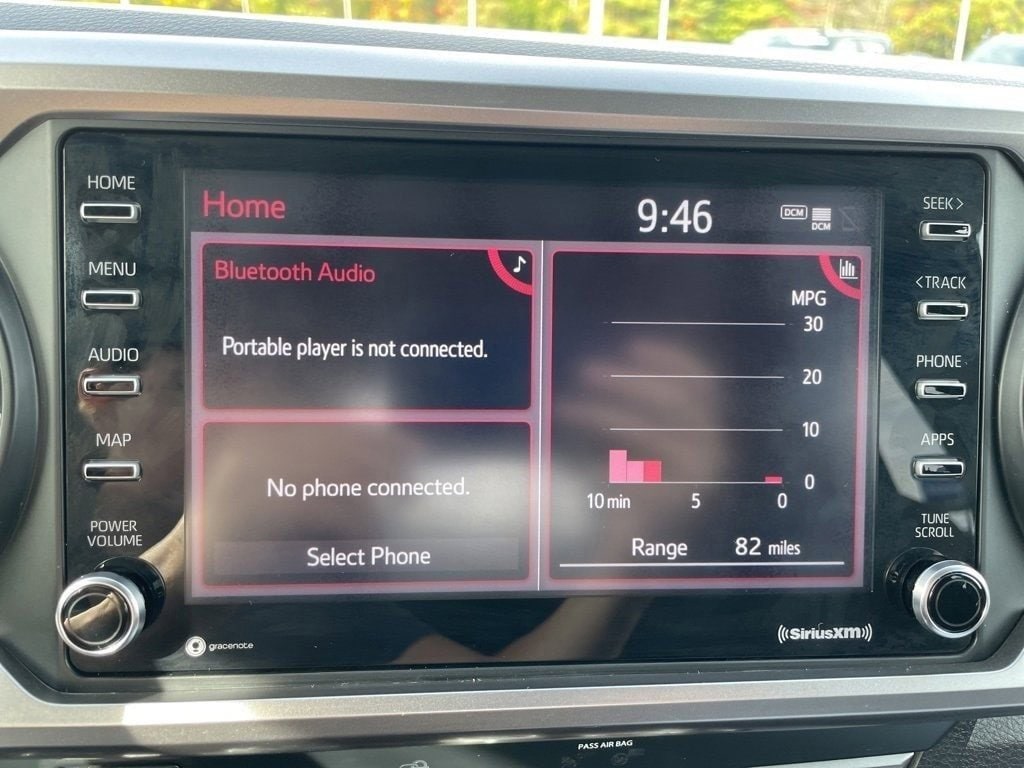 HOME
MENU
AUDIO
MAP
POWER
VOLUME
Home
9:46
DCM
DCM
Bluetooth Audio
Portable player is not connected.
No phone connected.
Select Phone
MPG
30
20
10
0
10 min 5 0
Range 82 miles
SEEK >
< TRACK
PHONE
APPS
TUNE
SCROLL
gracenote
((SiriusXM))
PASS AIR BAG